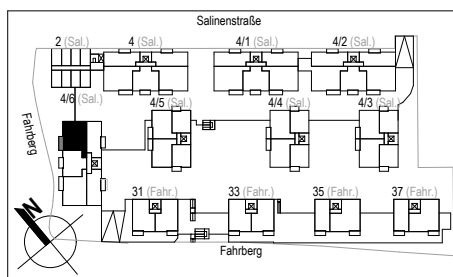 Salinenstraße
2 (Sal.) 4 (Sal.) 4/1 (Sal.) 4/2 (Sal.)
4/6 (Sal.) 4/5 (Sal.) 4/4 (Sal.) 4/3 (Sal.)
Fahrberg
31 (Fahr.) 33 (Fahr.) 35 (Fahr.) 37 (Fahr.)
N
Fahrberg